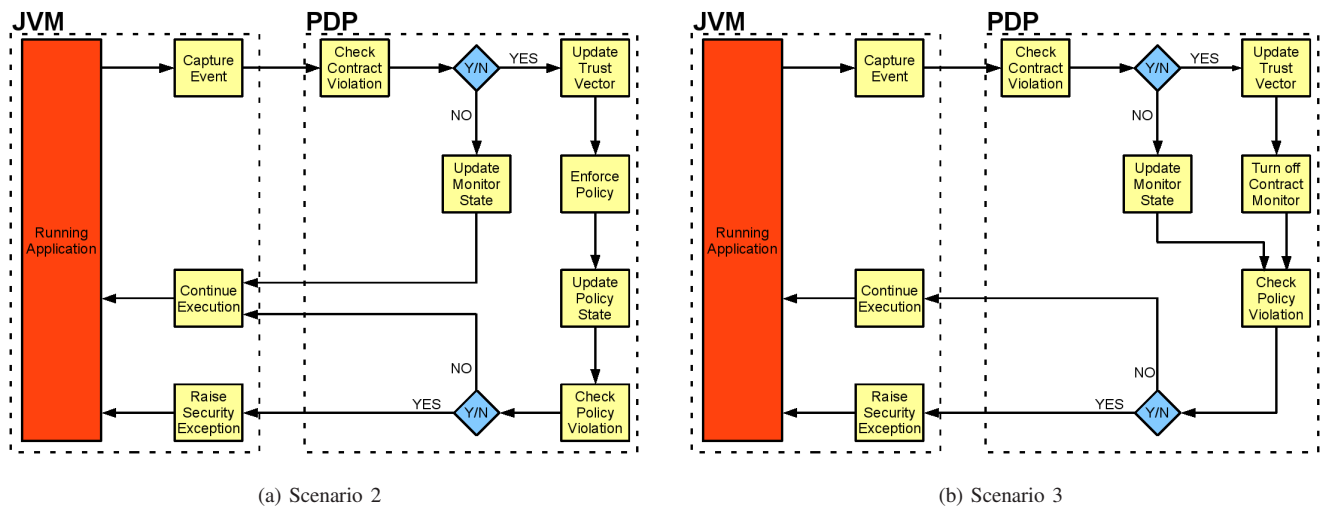 JVM
PDP
Capture
Event
Check
Contract
Violation
Y/N
YES
Update
Trust
Vector
NO
Update
Monitor
State
Enforce
Policy
Running
Application
Continue
Execution
Update
Policy
State
NO
Raise
Security
Exception
YES
Y/N
Check
Policy
Violation
(a) Scenario 2
JVM
PDP
Capture
Event
Check
Contract
Violation
Y/N
YES
Update
Trust
Vector
NO
Update
Monitor
State
Turn off
Contract
Monitor
Running
Application
Continue
Execution
Check
Policy
Violation
NO
Raise
Security
Exception
YES
Y/N
(b) Scenario 3